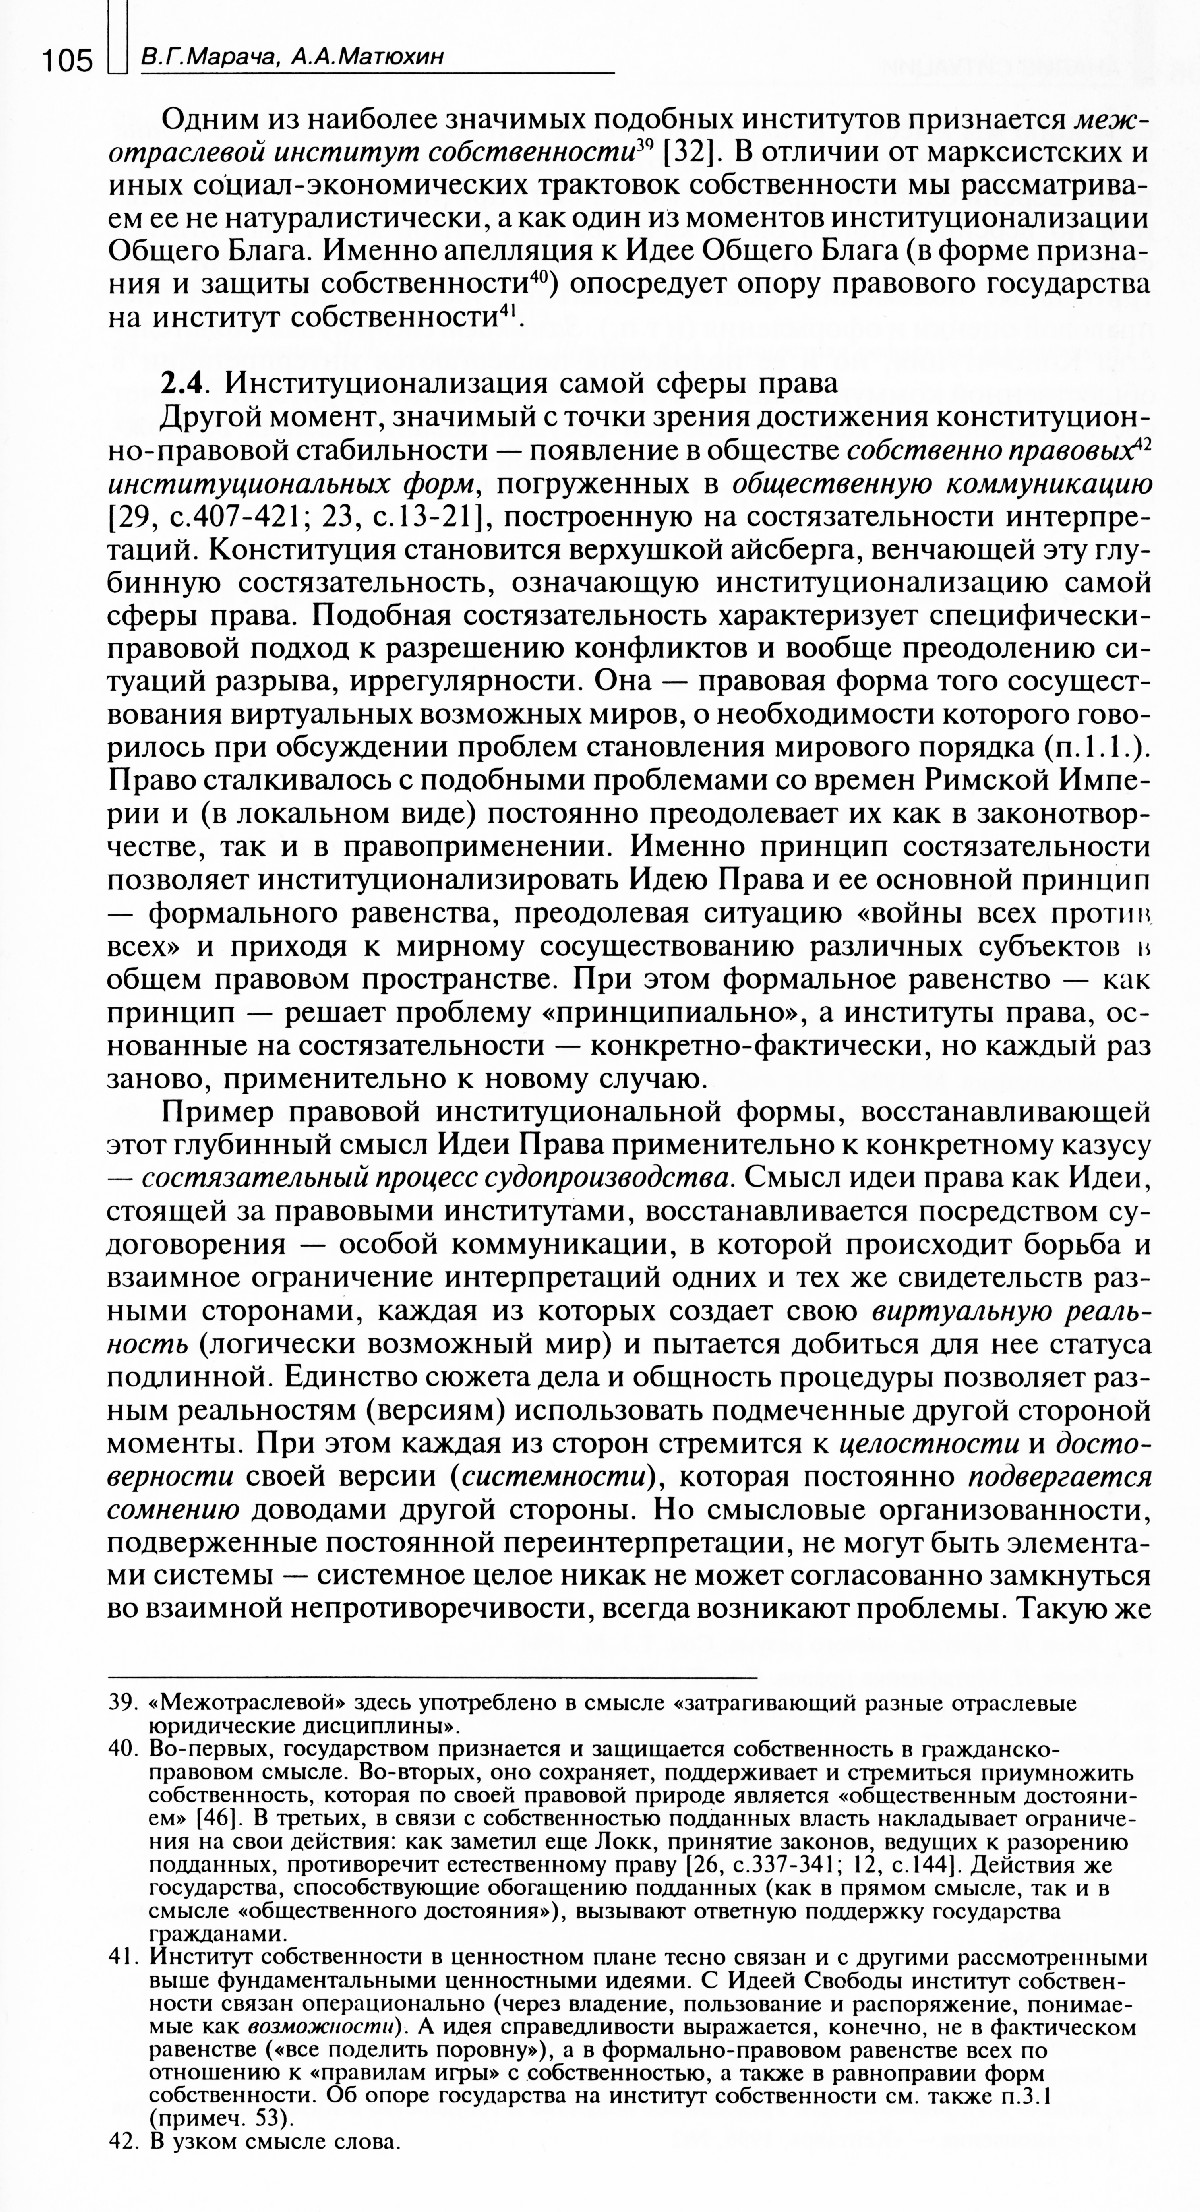 105
В.Г.Марача, А.А.Матюхин
Одним из наиболее значимых подобных институтов признается меж-
отраслевой институт собственности³⁹ [32]. В отличии от марксистских и
иных социал-экономических трактовок собственности мы рассматрива-
ем ее не натуралистически, а как один из моментов институционализации
Общего Блага. Именно апелляция к Идее Общего Блага (в форме призна-
ния и защиты собственности⁴⁰) опосредует опору правового государства
на институт собственности⁴¹.
2.4. Институционализация самой сферы права
Другой момент, значимый с точки зрения достижения конституцион-
но-правовой стабильности — появление в обществе собственно правовых⁴²
институциональных форм, погруженных в общественную коммуникацию
[29, с.407-421; 23, с.13-21], построенную на состязательности интерпре-
таций. Конституция становится верхушкой айсберга, венчающей эту глу-
бинную состязательность, означающую институционализацию самой
сферы права. Подобная состязательность характеризует специфически-
правовой подход к разрешению конфликтов и вообще преодолению си-
туаций разрыва, иррегулярности. Она — правовая форма того сосущест-
вования виртуальных возможных миров, о необходимости которого гово-
рилось при обсуждении проблем становления мирового порядка (п.1.1.).
Право сталкивалось с подобными проблемами со времен Римской Импе-
рии и (в локальном виде) постоянно преодолевает их как в законотвор-
честве, так и в правоприменении. Именно принцип состязательности
позволяет институционализировать Идею Права и ее основной принцип
— формального равенства, преодолевая ситуацию «войны всех против
всех» и приходя к мирному сосуществованию различных субъектов в
общем правовом пространстве. При этом формальное равенство — как
принцип — решает проблему «принципиально», а институты права, ос-
нованные на состязательности — конкретно-фактически, но каждый раз
заново, применительно к новому случаю.
Пример правовой институциональной формы, восстанавливающей
этот глубинный смысл Идеи Права применительно к конкретному казусу
— состязательный процесс судопроизводства. Смысл идеи права как Идеи,
стоящей за правовыми институтами, восстанавливается посредством су-
договорения — особой коммуникации, в которой происходит борьба и
взаимное ограничение интерпретаций одних и тех же свидетельств раз-
ными сторонами, каждая из которых создает свою виртуальную реаль-
ность (логически возможный мир) и пытается добиться для нее статуса
подлинной. Единство сюжета дела и общность процедуры позволяет раз-
ным реальностям (версиям) использовать подмеченные другой стороной
моменты. При этом каждая из сторон стремится к целостности и досто-
верности своей версии (системности), которая постоянно подвергается
сомнению доводами другой стороны. Но смысловые организованности,
подверженные постоянной переинтерпретации, не могут быть элемента-
ми системы — системное целое никак не может согласованно замкнуться
во взаимной непротиворечивости, всегда возникают проблемы. Такую же
39. «Межотраслевой» здесь употреблено в смысле «затрагивающий разные отраслевые
юридические дисциплины».
40. Во-первых, государством признается и защищается собственность в гражданско-
правовом смысле. Во-вторых, оно сохраняет, поддерживает и стремиться приумножить
собственность, которая по своей правовой природе является «общественным достояни-
ем» [46]. В третьих, в связи с собственностью подданных власть накладывает ограниче-
ния на свои действия: как заметил еще Локк, принятие законов, ведущих к разорению
подданных, противоречит естественному праву [26, с.337-341; 12, с.144]. Действия же
государства, способствующие обогащению подданных (как в прямом смысле, так и в
смысле «общественного достояния»), вызывают ответную поддержку государства
гражданами.
41. Институт собственности в ценностном плане тесно связан и с другими рассмотренными
выше фундаментальными ценностными идеями. С Идеей Свободы институт собствен-
ности связан операционально (через владение, пользование и распоряжение, понимае-
мые как возможности). А идея справедливости выражается, конечно, не в фактическом
равенстве («все поделить поровну»), а в формально-правовом равенстве всех по
отношению к «правилам игры» с собственностью, а также в равноправии форм
собственности. Об опоре государства на институт собственности см. также п.3.1
(примеч. 53).
42. В узком смысле слова.